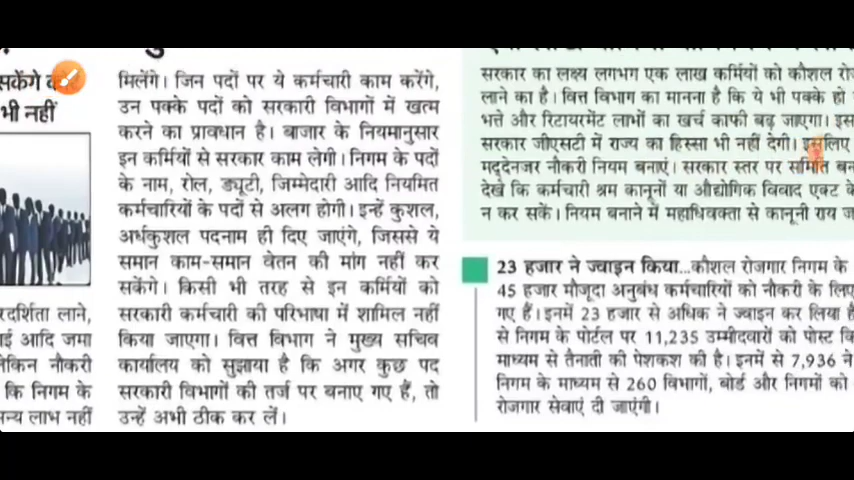 सकेंगे
भी नहीं
रदर्शिता लाने,
ाई आदि जमा
लेकिन नौकरी
कि निगम के
अन्य लाभ नहीं
मिलेंगे। जिन पदों पर ये कर्मचारी काम करेंगे,
उन पक्के पदों को सरकारी विभागों में खत्म
करने का प्रावधान है। बाजार के नियमानुसार
इन कर्मियों से सरकार काम लेगी। निगम के पदों
के नाम, रोल, ड्यूटी, जिम्मेदारी आदि नियमित
कर्मचारियों के पदों से अलग होगी। इन्हें कुशल,
अर्धकुशल पदनाम ही दिए जाएंगे, जिससे ये
समान काम-समान वेतन की मांग नहीं कर
सकेंगे। किसी भी तरह से इन कर्मियों को
सरकारी कर्मचारी की परिभाषा में शामिल नहीं
किया जाएगा। वित्त विभाग ने मुख्य सचिव
कार्यालय को सुझाया है कि अगर कुछ पद
सरकारी विभागों की तर्ज पर बनाए गए हैं, तो
उन्हें अभी ठीक कर लें।
सरकार का लक्ष्य लगभग एक लाख कर्मियों को कौशल रोज
लाने का है। वित्त विभाग का मानना है कि ये भी पक्के हो
भत्ते और रिटायरमेंट लाभों का खर्च काफी बढ़ जाएगा। इस
सरकार जीएसटी में राज्य का हिस्सा भी नहीं देगी। इसलिए
मद्देनजर नौकरी नियम बनाएं। सरकार स्तर पर समिति बन
देखे कि कर्मचारी श्रम कानूनों या औद्योगिक विवाद एक्ट के
न कर सकें। नियम बनाने में महाधिवक्ता से कानूनी राय ज
23 हजार ने ज्वाइन किया...कौशल रोजगार निगम के
45 हजार मौजूदा अनुबंध कर्मचारियों को नौकरी के लिए
गए हैं। इनमें 23 हजार से अधिक ने ज्वाइन कर लिया है
से निगम के पोर्टल पर 11,235 उम्मीदवारों को पोस्ट कि
माध्यम से तैनाती की पेशकश की है। इनमें से 7,936 ने
निगम के माध्यम से 260 विभागों, बोर्ड और निगमों को
रोजगार सेवाएं दी जाएंगी।